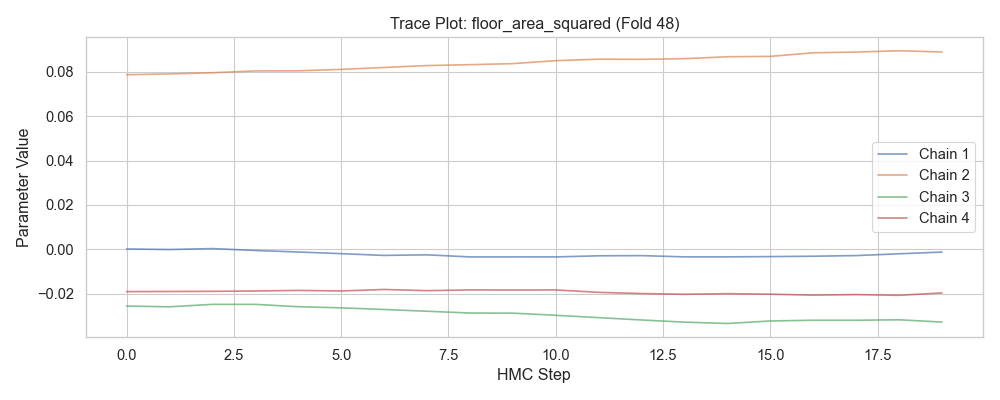 Trace Plot: floor_area_squared (Fold 48)
Parameter Value
0.08
0.06
0.04
0.02
0.00
−0.02
Chain 1
Chain 2
Chain 3
Chain 4
0.0 2.5 5.0 7.5 10.0 12.5 15.0 17.5
HMC Step